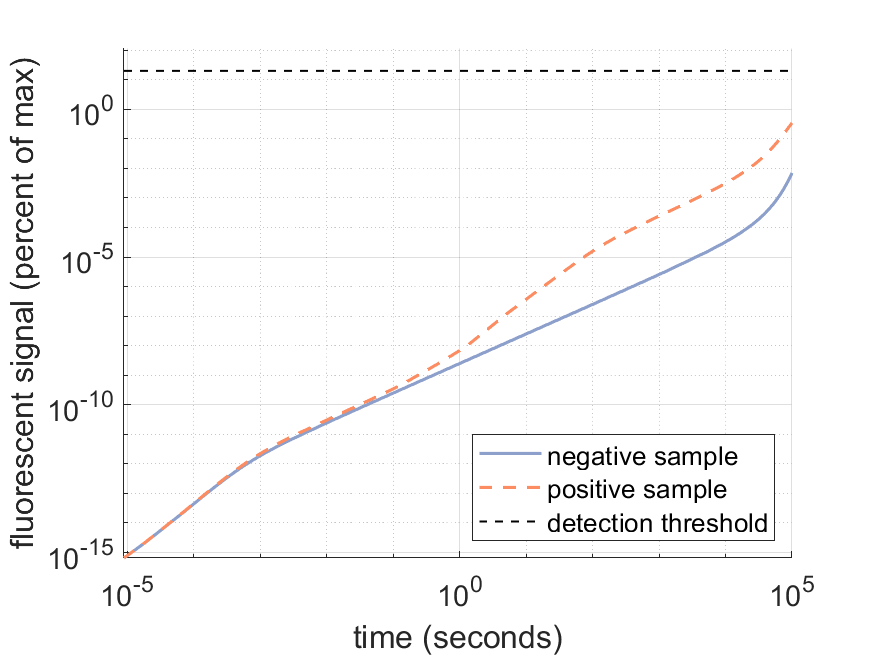 fluorescent signal (percent of max)
10^0
10^-5
10^-10
10^-15
negative sample
positive sample
detection threshold
10^-5
10^0
10^5
time (seconds)